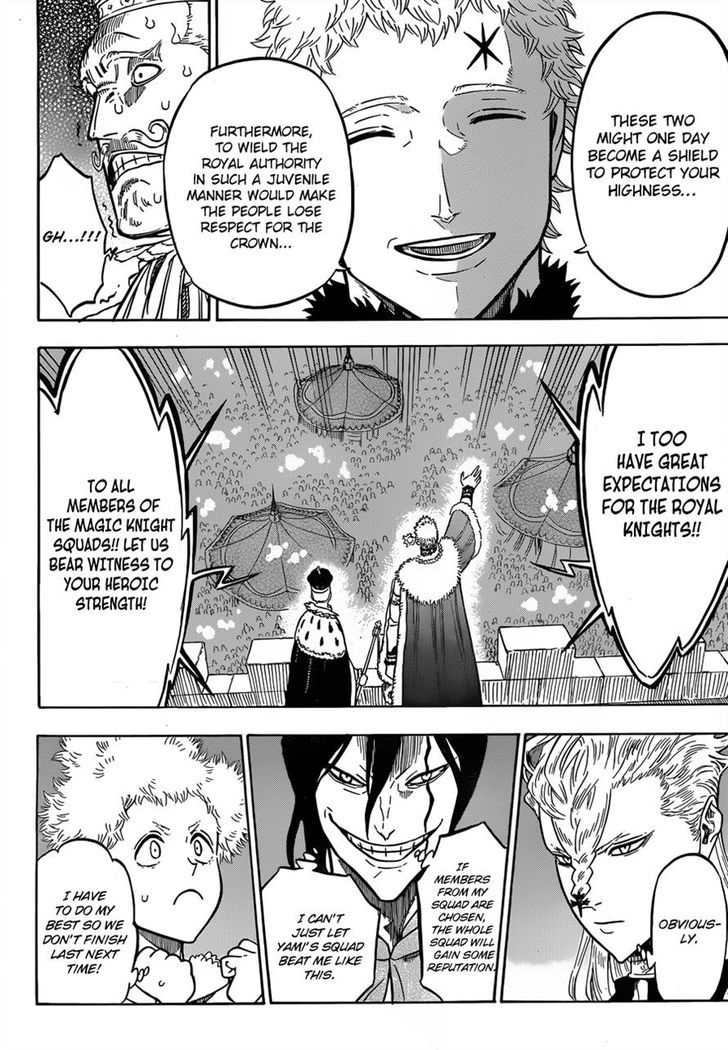 THESE TWO
MIGHT ONE DAY
BECOME A SHIELD
TO PROTECT YOUR
HIGHNESS...
FURTHERMORE,
TO WIELD THE
ROYAL AUTHORITY
IN SUCH A JUVENILE
MANNER WOULD MAKE
THE PEOPLE LOSE
RESPECT FOR THE
CROWN...
GH...!!!
I TOO
HAVE GREAT
EXPECTATIONS
FOR THE ROYAL
KNIGHTS!!
TO ALL
MEMBERS OF
THE MAGIC KNIGHT
SQUADS!! LET US
BEAR WITNESS TO
YOUR HEROIC
STRENGTH!
OBVIOUS-
LY.
IF
MEMBERS
FROM MY
SQUAD ARE
CHOSEN,
THE WHOLE
SQUAD WILL
GAIN SOME
REPUTATION.
I CAN'T
JUST LET
YAMI'S SQUAD
BEAT ME LIKE
THIS.
I HAVE
TO DO MY
BEST SO WE
DON'T FINISH
LAST NEXT
TIME!